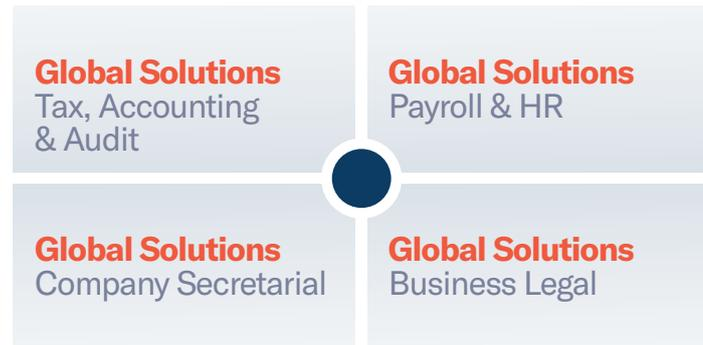 Global Solutions
Tax, Accounting
& Audit
Global Solutions
Payroll & HR
Global Solutions
Company Secretarial
Global Solutions
Business Legal